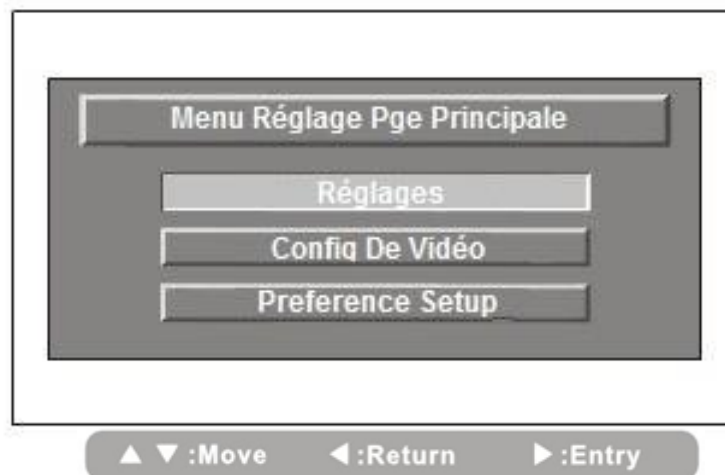 Menu Réglage Pge Principale
Réglages
Config De Vidéo
Preference Setup
▲ ▼ :Move ◀ :Return ▶ :Entry